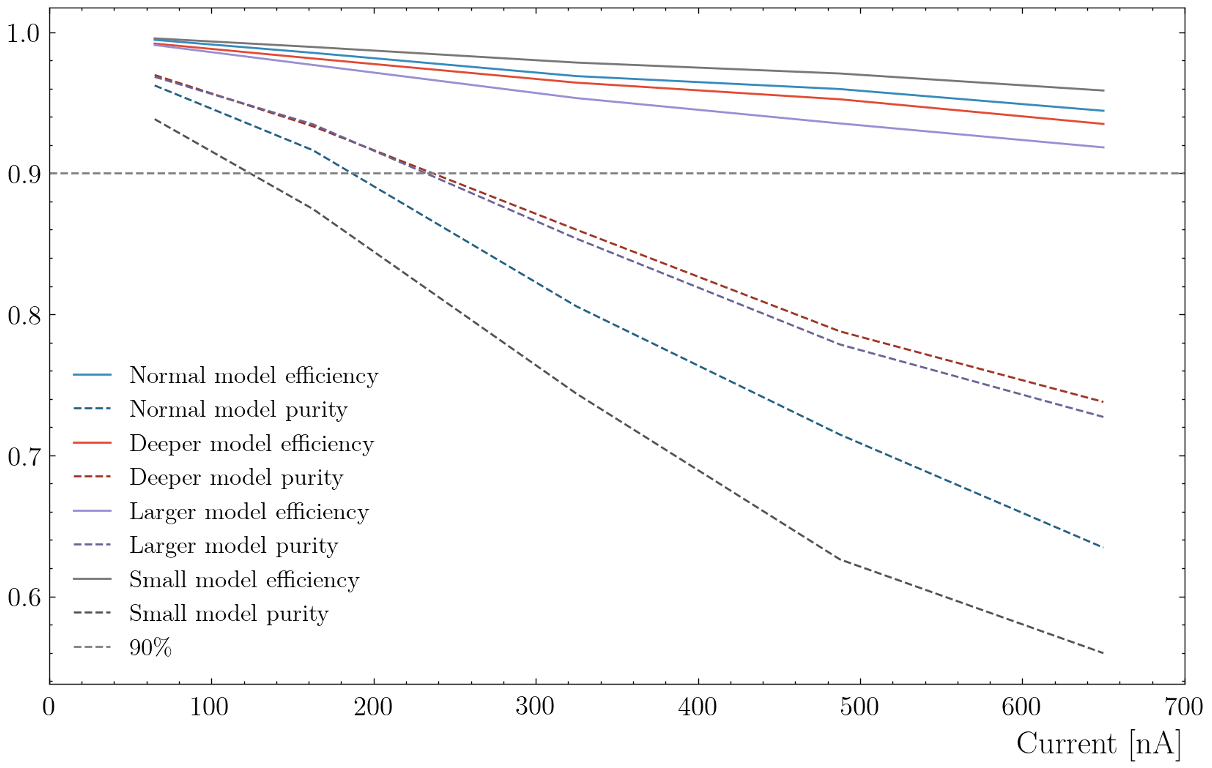 1.0
0.9
0.8
0.7
0.6
Normal model efficiency
Normal model purity
Deeper model efficiency
Deeper model purity
Larger model efficiency
Larger model purity
Small model efficiency
Small model purity
90%
0 100 200 300 400 500 600 700
Current [nA]